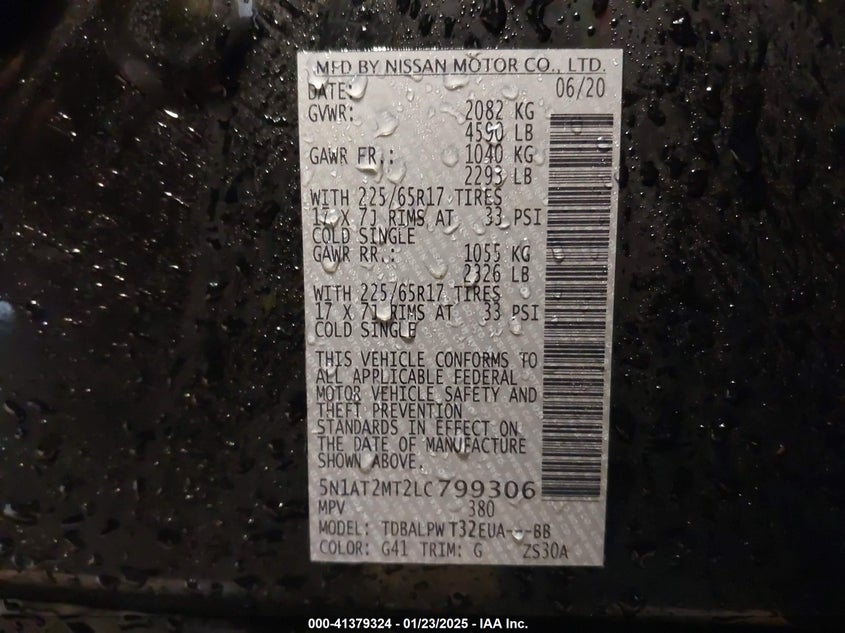 MFD BY NISSAN MOTOR CO., LTD.
DATE: 06/20
GVWR: 2082 KG
4590 LB
GAWR FR.: 1040 KG
2293 LB
WITH 225/65R17 TIRES
17 X 7J RIMS AT 33 PSI
COLD SINGLE
GAWR RR.: 1055 KG
2326 LB
WITH 225/65R17 TIRES
17 X 7J RIMS AT 33 PSI
COLD SINGLE
THIS VEHICLE CONFORMS TO
ALL APPLICABLE FEDERAL
MOTOR VEHICLE SAFETY AND
THEFT PREVENTION
STANDARDS IN EFFECT ON
THE DATE OF MANUFACTURE
SHOWN ABOVE.
5N1AT2MT2LC799306
MPV 380
MODEL: TDBALPW T32EUA---BB
COLOR: G41 TRIM: G ZS30A
000-41379324 - 01/23/2025 - IAA Inc.